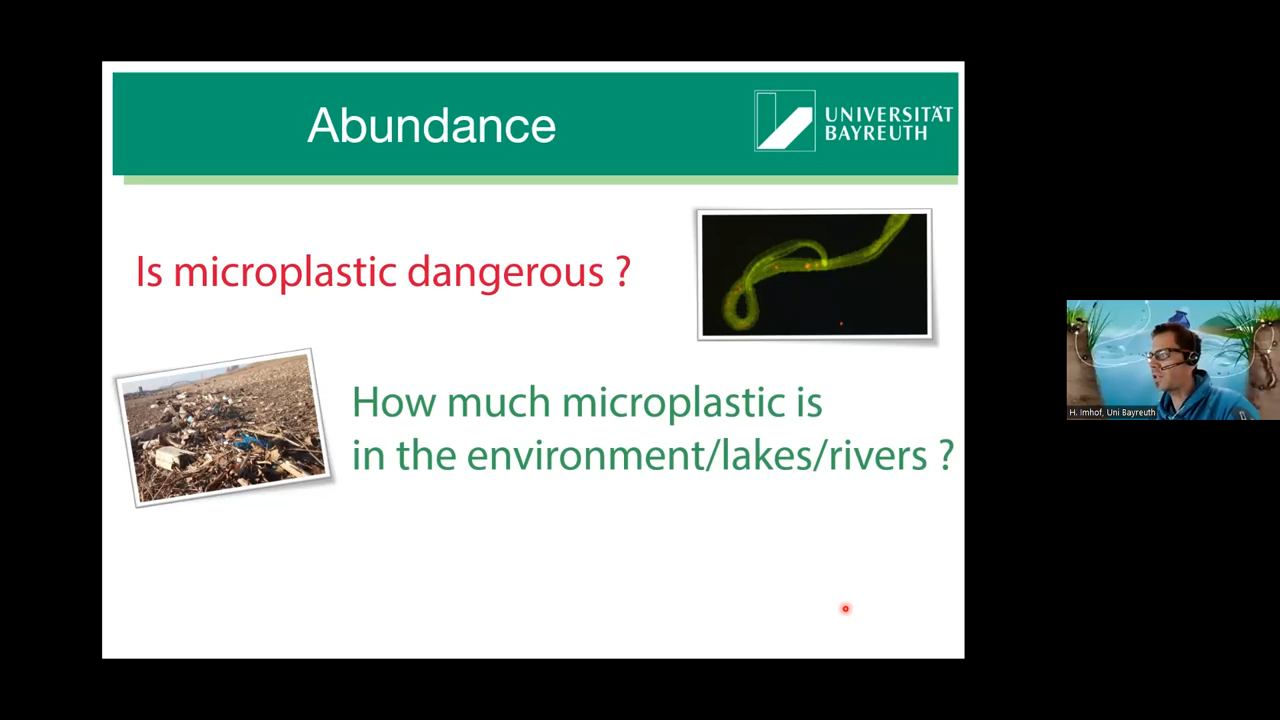 Abundance
UNIVERSITÄT
BAYREUTH
Is microplastic dangerous ?
How much microplastic is
in the environment/lakes/rivers ?
H. Imhof, Uni Bayreuth